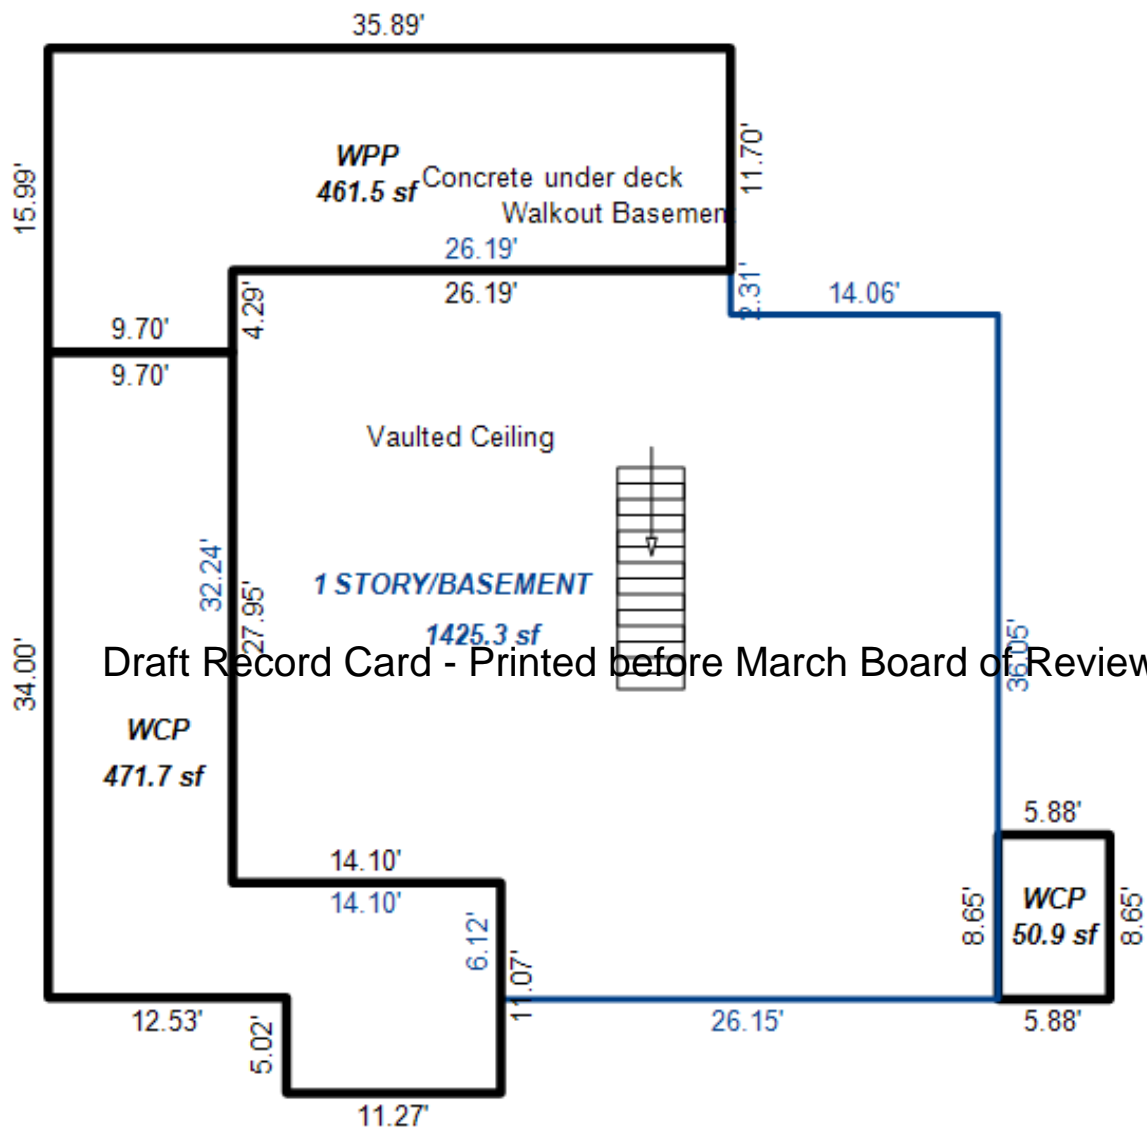 35.89'
WPP
461.5 sf
Concrete under deck
Walkout Basement
15.99'
11.70'
26.19'
26.19'
2.31'
14.06'
4.29'
9.70'
9.70'
Vaulted Ceiling
32.24'
27.95'
1 STORY/BASEMENT
1425.3 sf
Draft Record Card - Printed before March Board of Review
34.00'
36.05'
WCP
471.7 sf
5.88'
14.10'
14.10'
6.12'
8.65'
WCP
50.9 sf
8.65'
11.07'
12.53'
5.02'
26.15'
5.88'
11.27'